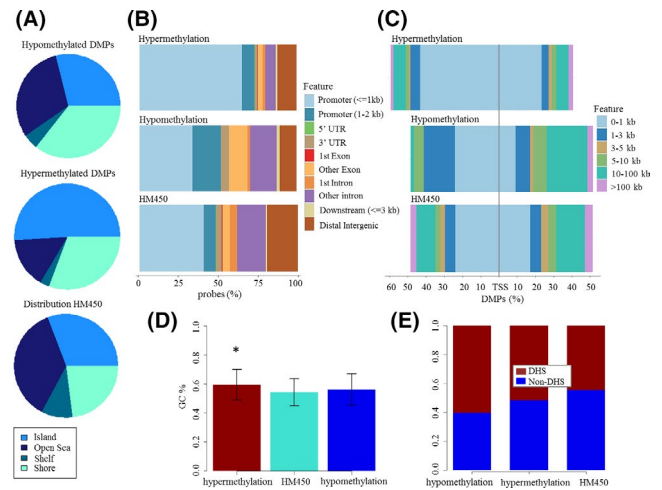 (A)
Hypomethylated DMPs
Hypermethylated DMPs
Distribution HM450
Island
Open Sea
Shelf
Shore
(B)
Hypermethylation
Hypomethylation
HM450
0 25 50 75 100
probes (%)
Feature
Promoter (<=1kb)
Promoter (1-2 kb)
5' UTR
3' UTR
1st Exon
Other Exon
1st Intron
Other intron
Downstream (<=3 kb)
Distal Intergenic
(C)
Hypermethylation
Hypomethylation
HM450
60 50 40 30 20 10 TSS 10 20 30 40 50
DMPs (%)
Feature
0-1 kb
1-3 kb
3-5 kb
5-10 kb
10-100 kb
>100 kb
(D)
GC %
1.0
0.8
0.6
0.4
0.2
0.0
*
hypermethylation HM450 hypomethylation
(E)
1.0
0.8
0.6
0.4
0.2
0.0
DHS
Non-DHS
hypomethylation hypermethylation HM450